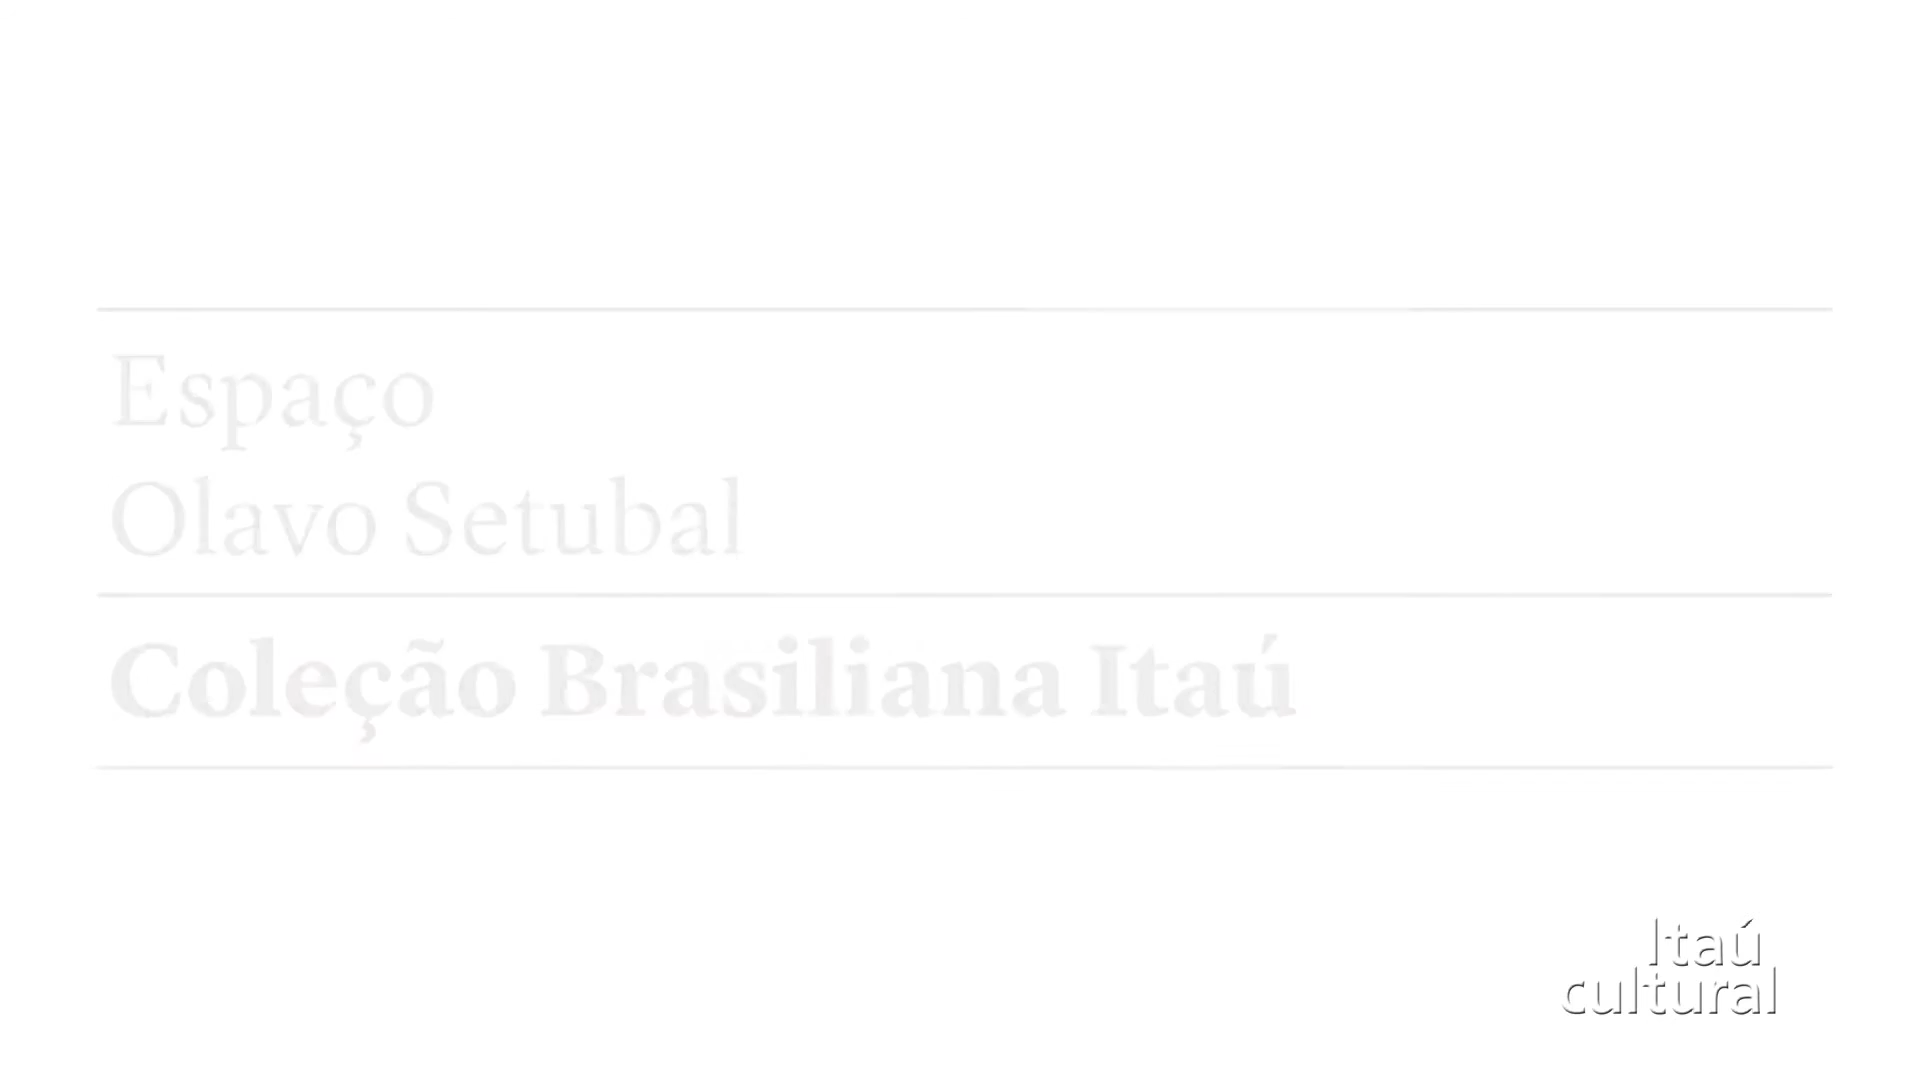 Espaço
Olavo Setubal
Coleção Brasiliana Itaú
Itaú
cultural